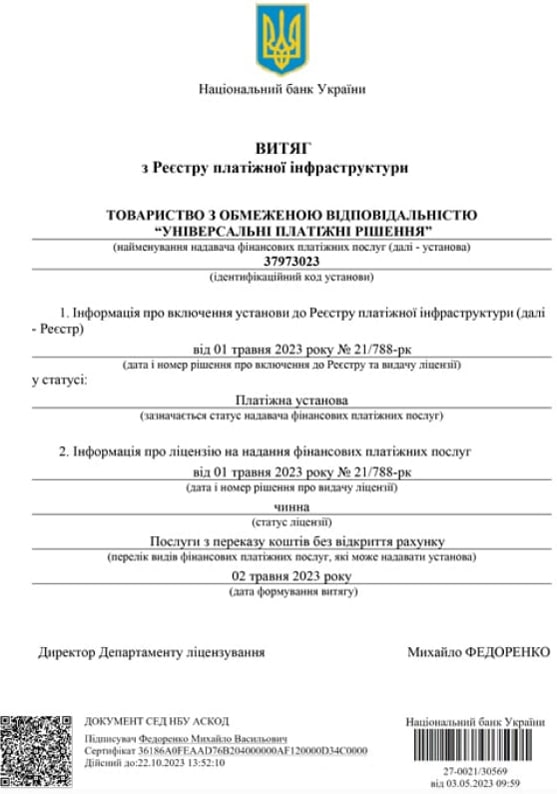 Національний банк України
ВИТЯГ
з Реєстру платіжної інфраструктури
ТОВАРИСТВО З ОБМЕЖЕНОЮ ВІДПОВІДАЛЬНІСТЮ
“УНІВЕРСАЛЬНІ ПЛАТІЖНІ РІШЕННЯ”
(найменування надавача фінансових платіжних послуг (далі - установа)
37973023
(ідентифікаційний код установи)
1. Інформація про включення установи до Реєстру платіжної інфраструктури (далі
- Реєстр)
від 01 травня 2023 року № 21/788-рк
(дата і номер рішення про включення до Реєстру та видачу ліцензії)
у статусі:
Платіжна установа
(зазначається статус надавача фінансових платіжних послуг)
2. Інформація про ліцензію на надання фінансових платіжних послуг
від 01 травня 2023 року № 21/788-рк
(дата і номер рішення про видачу ліцензії)
чинна
(статус ліцензії)
Послуги з переказу коштів без відкриття рахунку
(перелік видів фінансових платіжних послуг, які може надавати установа)
02 травня 2023 року
(дата формування витягу)
Директор Департаменту ліцензування Михайло ФЕДОРЕНКО
ДОКУМЕНТ СЕД НБУ АСКОД
Підписувач Федоренко Михайло Васильович
Сертифікат 36186A0FEAAD76B204000000AF120000D34C0000
Дійсний до:22.10.2023 13:52:10
Національний банк України
27-0021/30569
від 03.05.2023 09:59